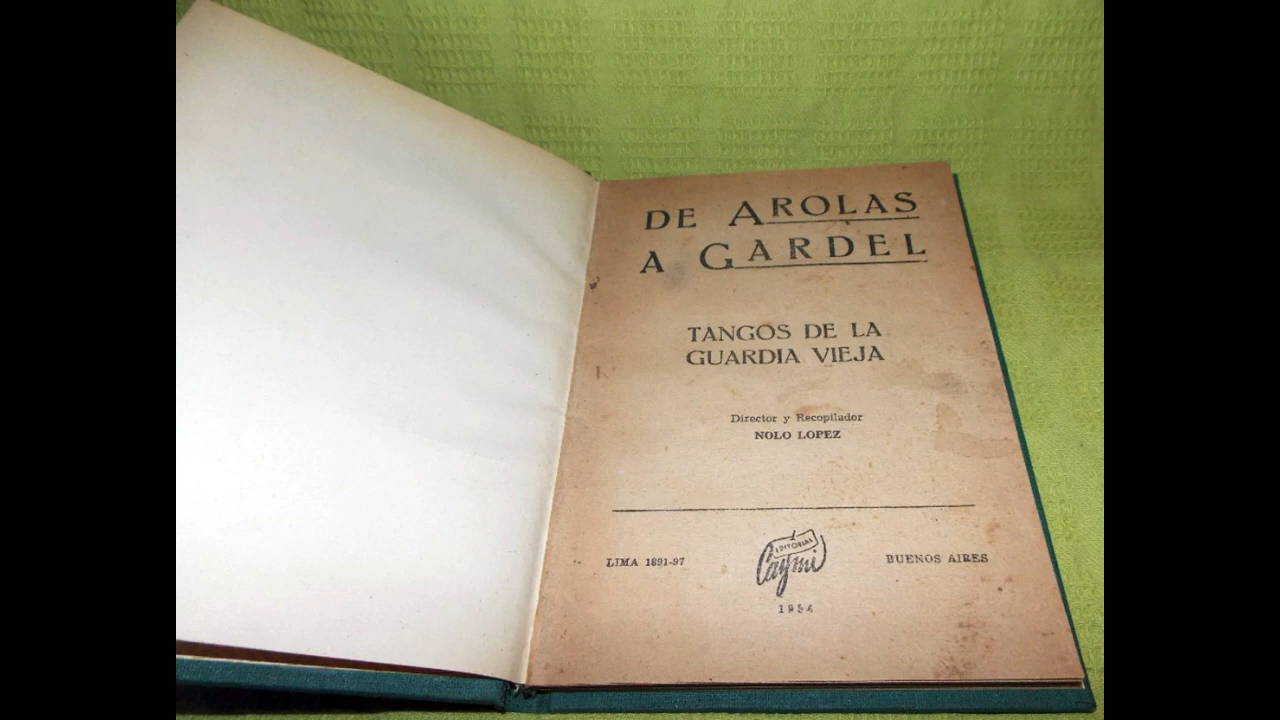 DE AROLAS
A GARDEL
TANGOS DE LA
GUARDIA VIEJA
Director y Recopilador
NOLO LOPEZ
EDITORIAL
Caymi
LIMA 1891-97
BUENOS AIRES
1954